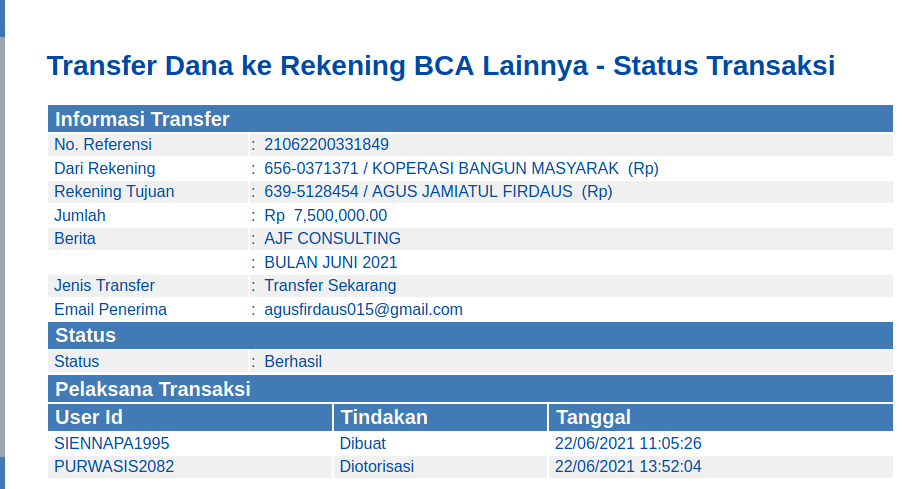 Transfer Dana ke Rekening BCA Lainnya - Status Transaksi
Informasi Transfer
No. Referensi : 21062200331849
Dari Rekening : 656-0371371 / KOPERASI BANGUN MASYARAK (Rp)
Rekening Tujuan : 639-5128454 / AGUS JAMIATUL FIRDAUS (Rp)
Jumlah : Rp 7,500,000.00
Berita : AJF CONSULTING
: BULAN JUNI 2021
Jenis Transfer : Transfer Sekarang
Email Penerima : agusfirdaus015@gmail.com
Status
Status : Berhasil
Pelaksana Transaksi
User Id Tindakan Tanggal
SIENNAPA1995 Dibuat 22/06/2021 11:05:26
PURWASIS2082 Diotorisasi 22/06/2021 13:52:04